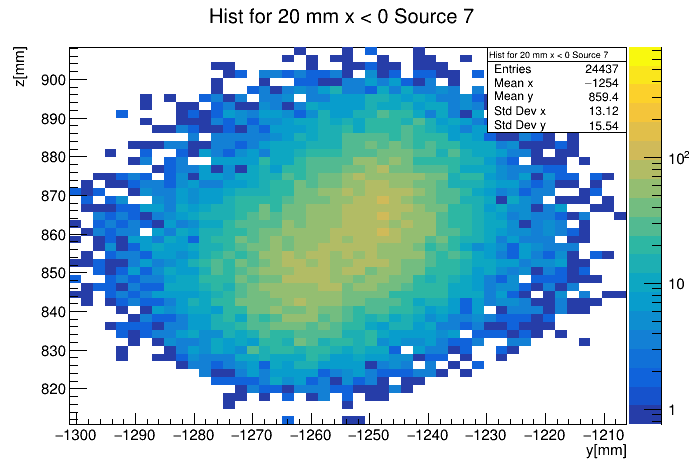 Hist for 20 mm x < 0 Source 7
z[mm]
Hist for 20 mm x < 0 Source 7
Entries 24437
Mean x −1254
Mean y 859.4
Std Dev x 13.12
Std Dev y 15.54
900
890
880
870
860
850
840
830
820
10²
10
1
−1300 −1290 −1280 −1270 −1260 −1250 −1240 −1230 −1220 −1210
y[mm]